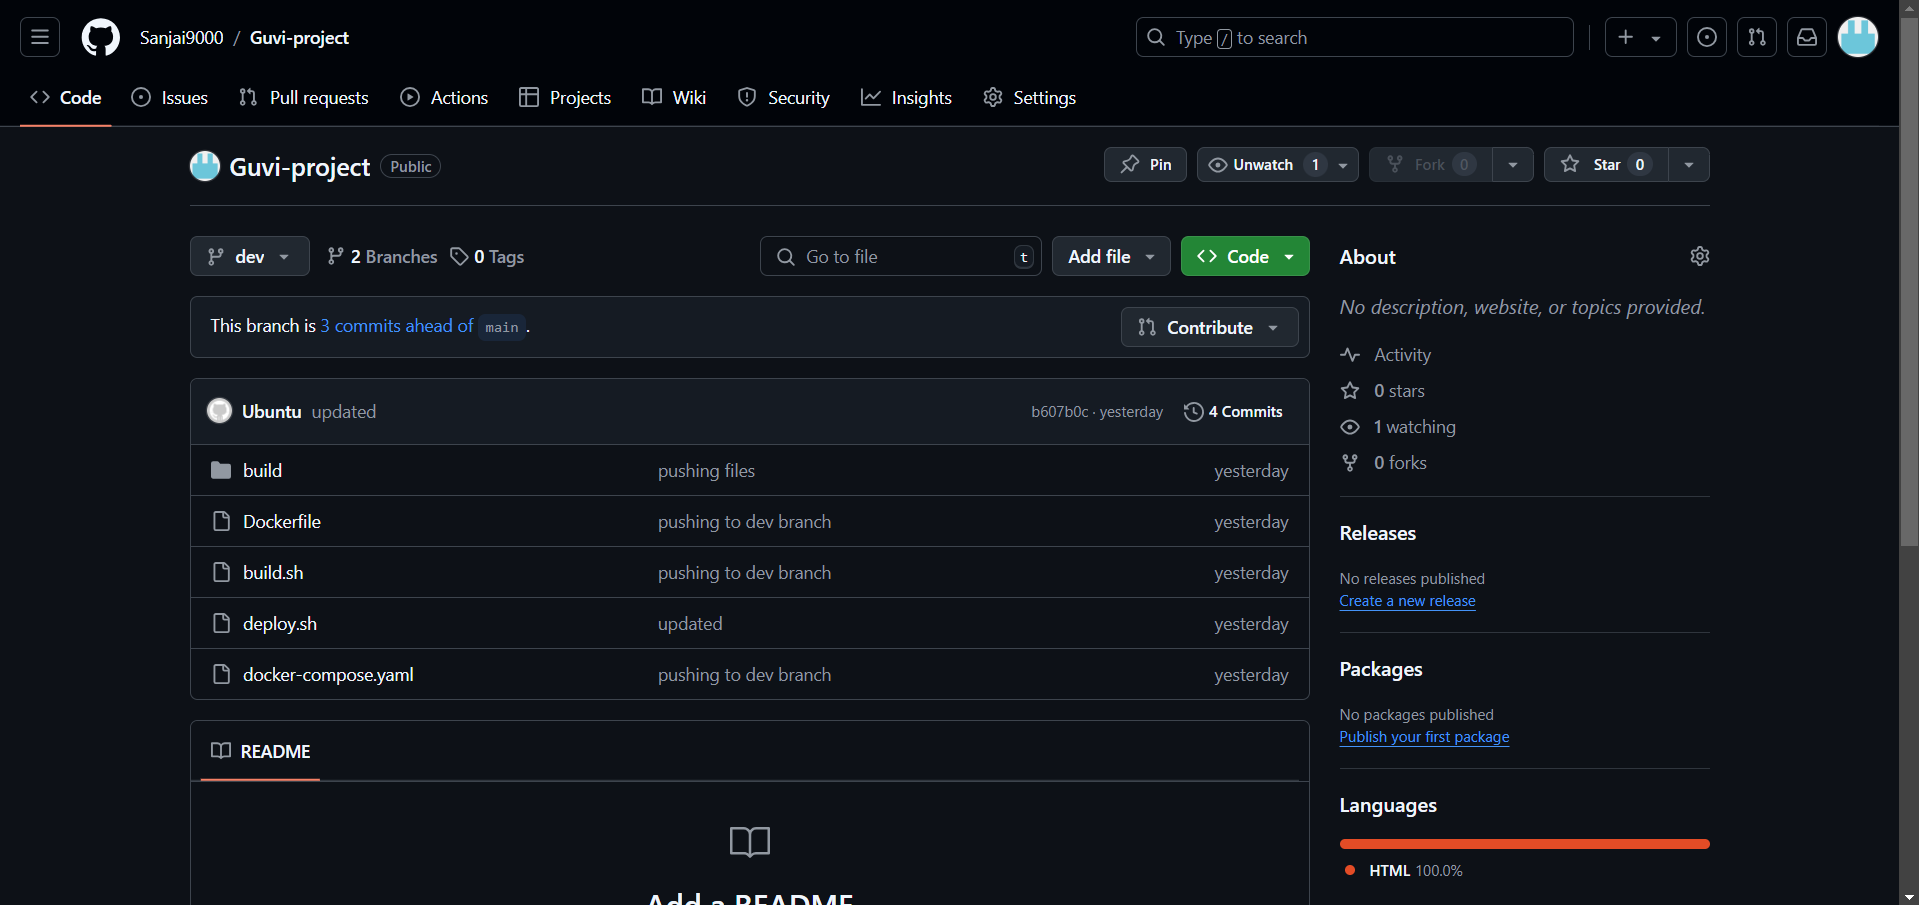 Sanjai9000 / Guvi-project
Type / to search
Code Issues Pull requests Actions Projects Wiki Security Insights Settings
Guvi-project Public
Pin Unwatch 1 Fork 0 Star 0
dev 2 Branches 0 Tags Go to file t Add file Code
This branch is 3 commits ahead of main .
Contribute
Ubuntu updated b607b0c · yesterday 4 Commits
build pushing files yesterday
Dockerfile pushing to dev branch yesterday
build.sh pushing to dev branch yesterday
deploy.sh updated yesterday
docker-compose.yaml pushing to dev branch yesterday
README
Add a README
About
No description, website, or topics provided.
Activity
0 stars
1 watching
0 forks
Releases
No releases published
Create a new release
Packages
No packages published
Publish your first package
Languages
HTML 100.0%